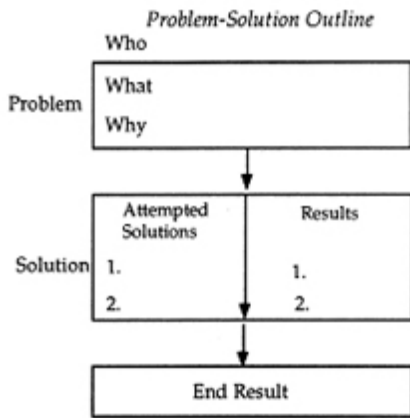 Problem-Solution Outline
Who
Problem
What
Why
Solution
Attempted
Solutions
1.
2.
Results
1.
2.
End Result